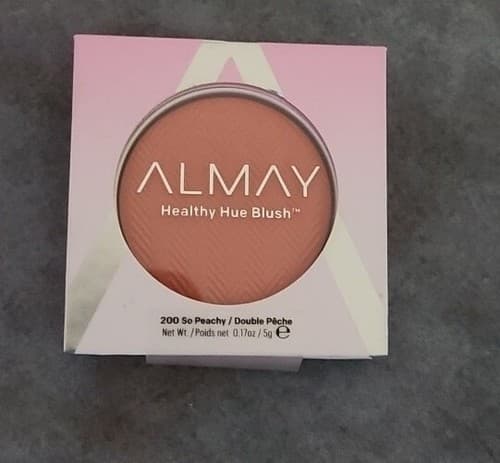 ALMAY
Healthy Hue Blush™
200 So Peachy / Double Pêche
Net Wt. / Poids net 0.17oz / 5g ℮